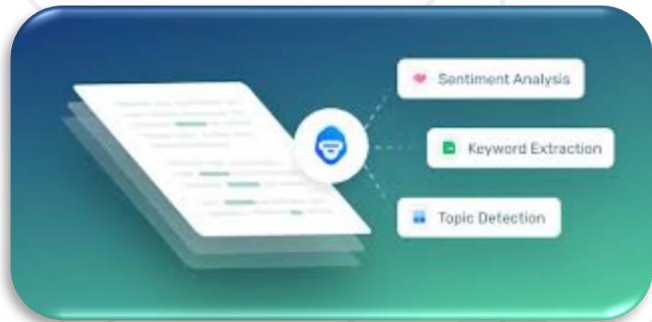 Sentiment Analysis
Keyword Extraction
Topic Detection